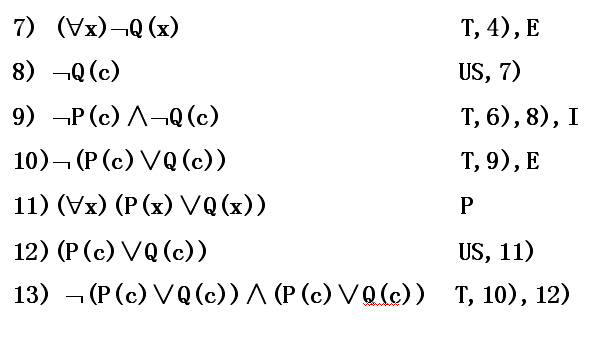 7) (∀x)¬Q(x) T,4),E
8) ¬Q(c) US,7)
9) ¬P(c)∧¬Q(c) T,6),8),I
10)¬(P(c)∨Q(c)) T,9),E
11)(∀x)(P(x)∨Q(x)) P
12)(P(c)∨Q(c)) US,11)
13) ¬(P(c)∨Q(c))∧(P(c)∨Q(c)) T,10),12)